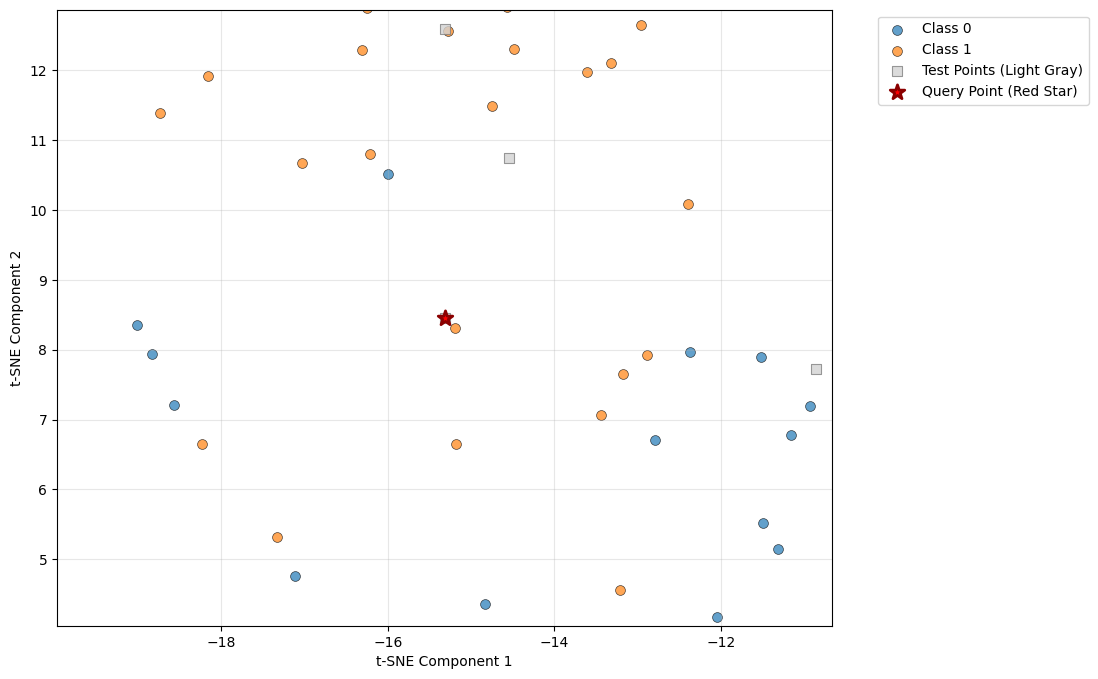 Class 0
Class 1
Test Points (Light Gray)
Query Point (Red Star)
12
11
10
9
8
7
6
5
t-SNE Component 2
−18
−16
−14
−12
t-SNE Component 1